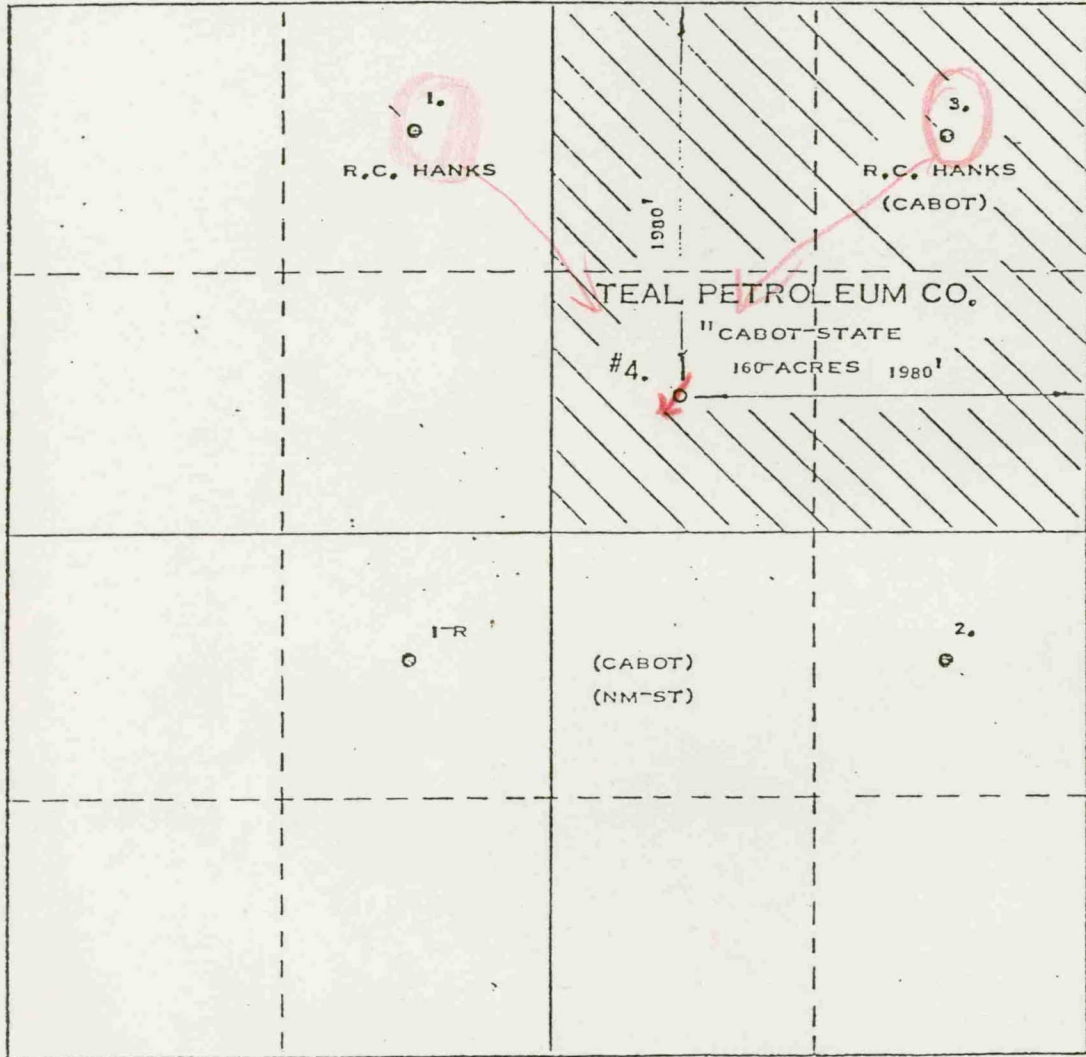 1.
R.C. HANKS
3.
R.C. HANKS
(CABOT)
1980'
TEAL PETROLEUM CO.
"CABOT-STATE
#4.
160-ACRES 1980'
1-R
(CABOT)
(NM-ST)
2.